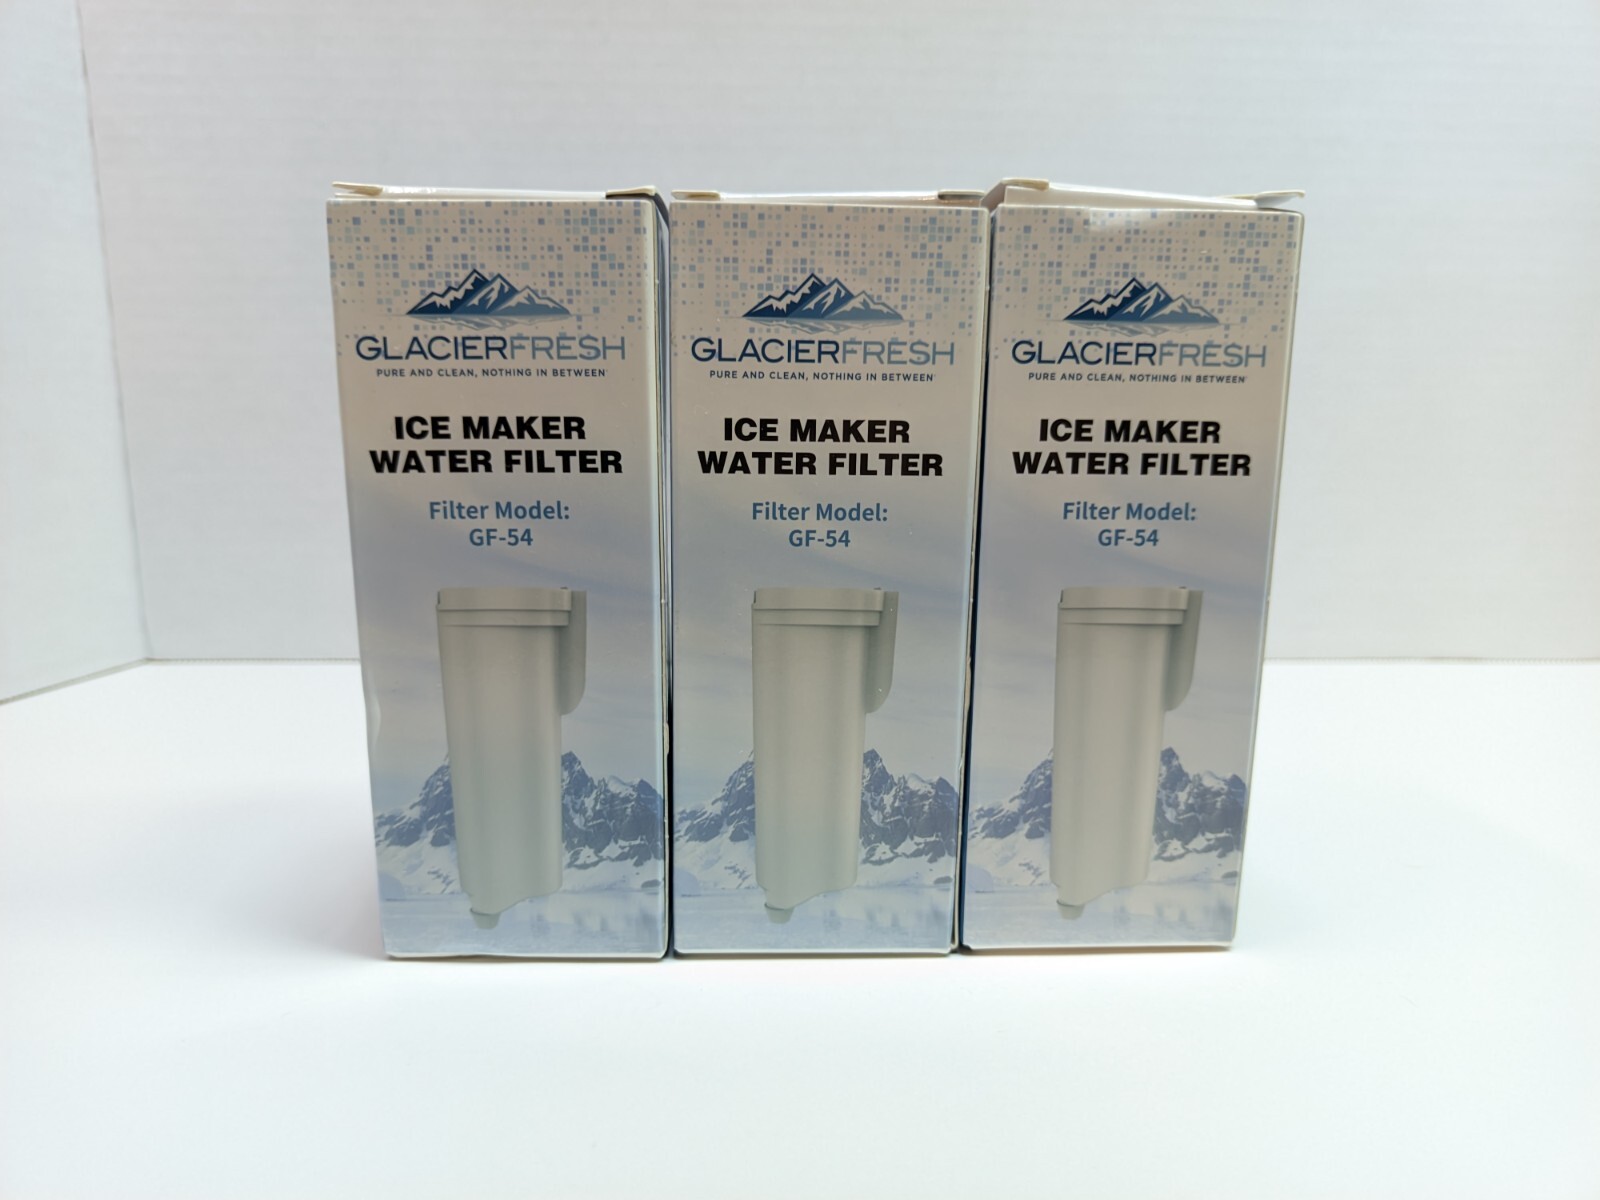 GLACIERFRESH
PURE AND CLEAN, NOTHING IN BETWEEN
ICE MAKER
WATER FILTER
Filter Model:
GF-54
GLACIERFRESH
PURE AND CLEAN, NOTHING IN BETWEEN
ICE MAKER
WATER FILTER
Filter Model:
GF-54
GLACIERFRESH
PURE AND CLEAN, NOTHING IN BETWEEN
ICE MAKER
WATER FILTER
Filter Model:
GF-54